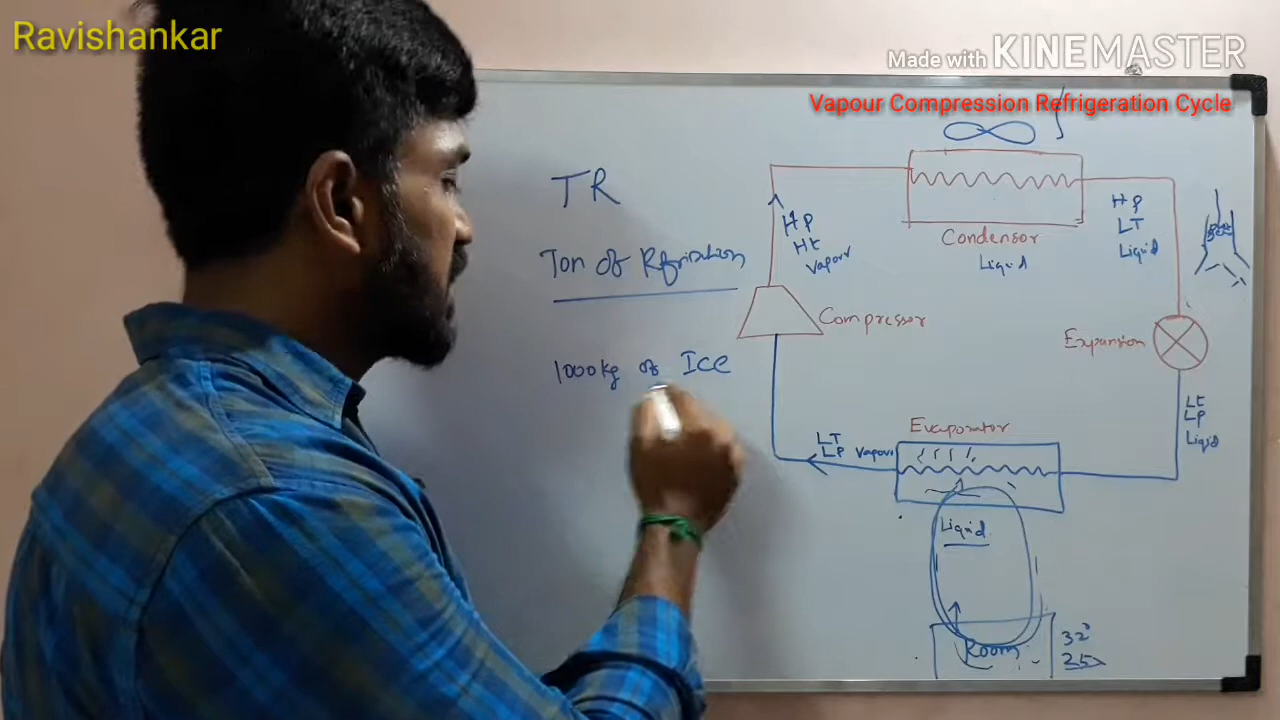 Ravishankar
Made with KINEMASTER
Vapour Compression Refrigeration Cycle
TR
Ton of Rfriration
1000kg of Ice
HP
Ht
Vapour
Condensor
Liquid
HP
LT
Liquid
Compressor
Expansion
Lt
LP
Liquid
Evaporator
LT
LP Vapour
Liquid
Room
32°
25